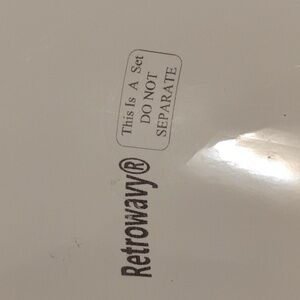 This Is A Set
DO NOT
SEPARATE
Retrowavy®